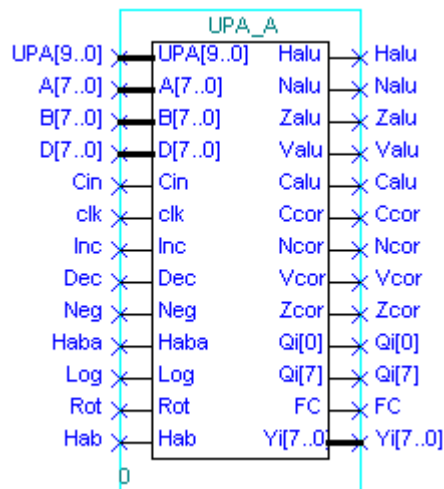 UPA_A
UPA[9..0] UPA[9..0] Halu Halu
A[7..0] A[7..0] Nalu Nalu
B[7..0] B[7..0] Zalu Zalu
D[7..0] D[7..0] Valu Valu
Cin Cin Calu Calu
clk clk Ccor Ccor
Inc Inc Ncor Ncor
Dec Dec Vcor Vcor
Neg Neg Zcor Zcor
Haba Haba Qi[0] Qi[0]
Log Log Qi[7] Qi[7]
Rot Rot FC FC
Hab Hab Yi[7..0] Yi[7..0]
0